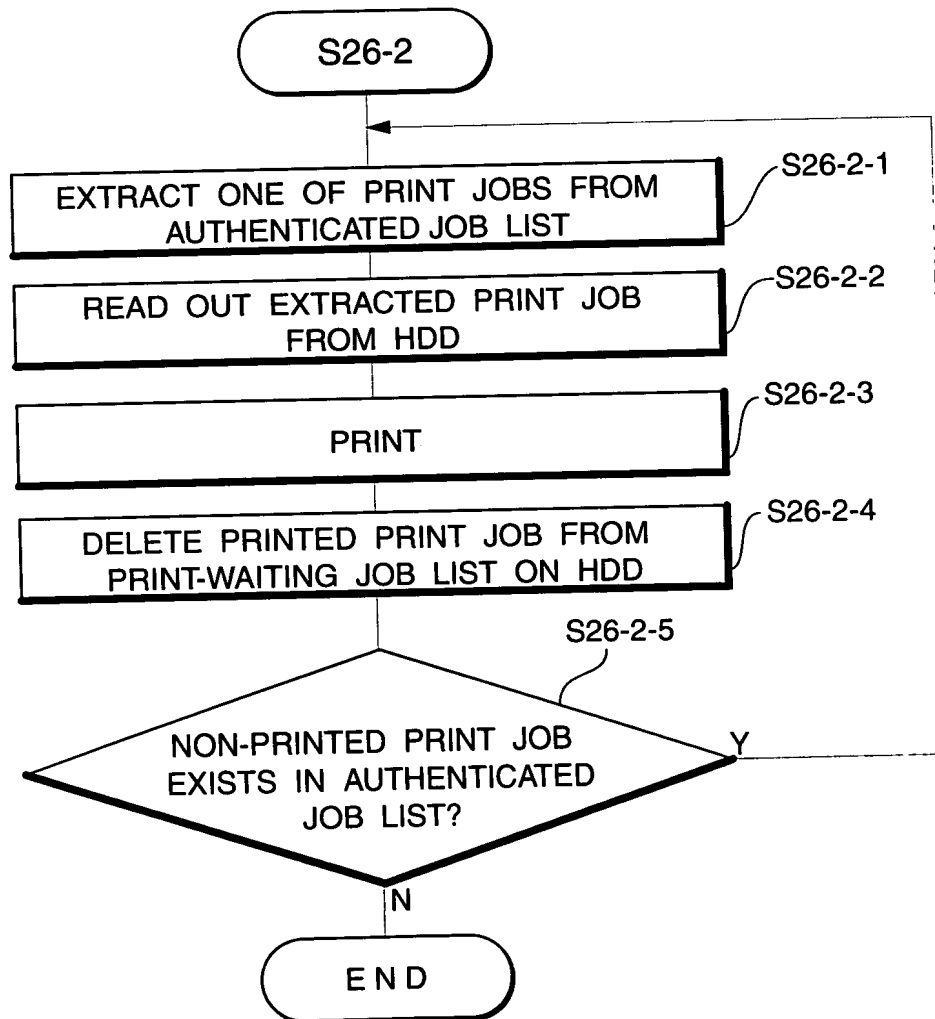 S26-2
EXTRACT ONE OF PRINT JOBS FROM
AUTHENTICATED JOB LIST
S26-2-1
READ OUT EXTRACTED PRINT JOB
FROM HDD
S26-2-2
PRINT
S26-2-3
DELETE PRINTED PRINT JOB FROM
PRINT-WAITING JOB LIST ON HDD
S26-2-4
S26-2-5
NON-PRINTED PRINT JOB
EXISTS IN AUTHENTICATED
JOB LIST?
Y
N
END